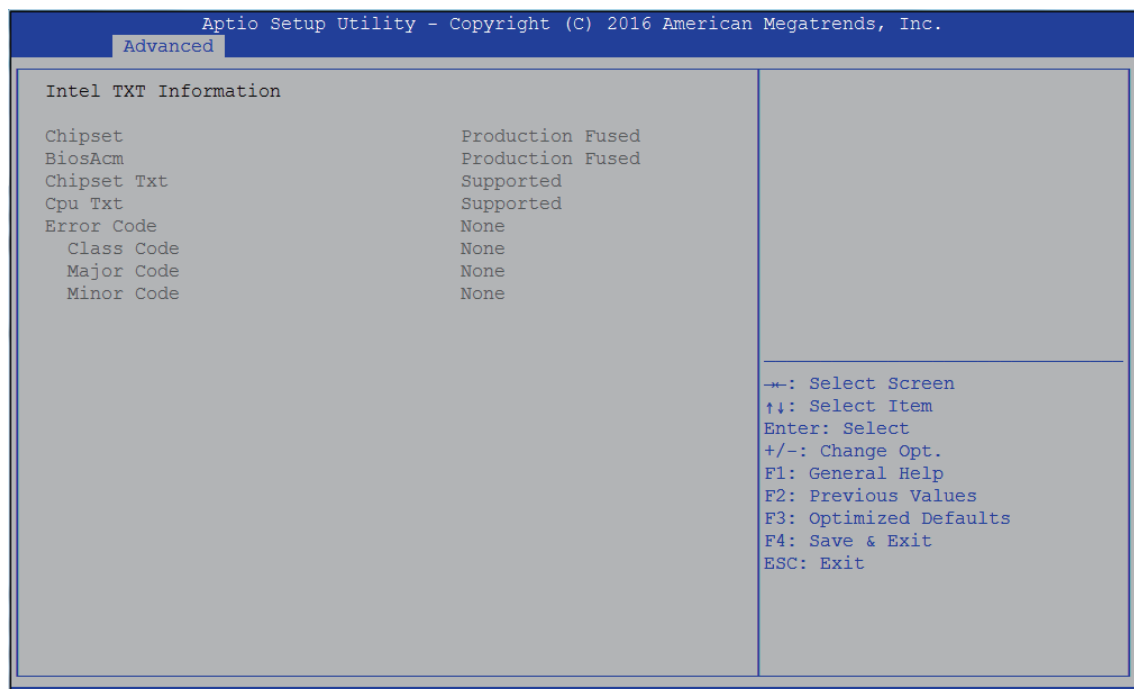 Aptio Setup Utility - Copyright (C) 2016 American Megatrends, Inc.
Advanced
Intel TXT Information
Chipset Production Fused
BiosAcm Production Fused
Chipset Txt Supported
Cpu Txt Supported
Error Code None
Class Code None
Major Code None
Minor Code None
→←: Select Screen
↑↓: Select Item
Enter: Select
+/-: Change Opt.
F1: General Help
F2: Previous Values
F3: Optimized Defaults
F4: Save & Exit
ESC: Exit